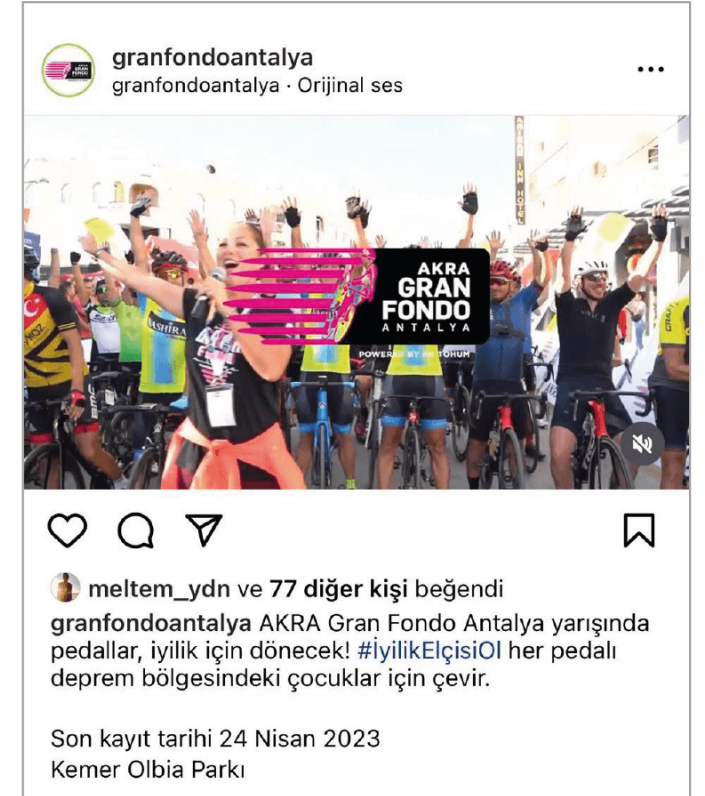 granfondoantalya
granfondoantalya · Orijinal ses
AKRA
GRAN
FONDO
ANTALYA
meltem_ydn ve 77 diğer kişi beğendi
granfondoantalya AKRA Gran Fondo Antalya yarışında
pedallar, iyilik için dönecek! #İyilikElçisiOl her pedalı
deprem bölgesindeki çocuklar için çevir.
Son kayıt tarihi 24 Nisan 2023
Kemer Olbia Parkı